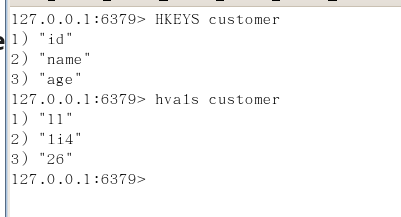 127.0.0.1:6379> HKEYS customer
1) "id"
2) "name"
3) "age"
127.0.0.1:6379> hvals customer
1) "11"
2) "li4"
3) "26"
127.0.0.1:6379>